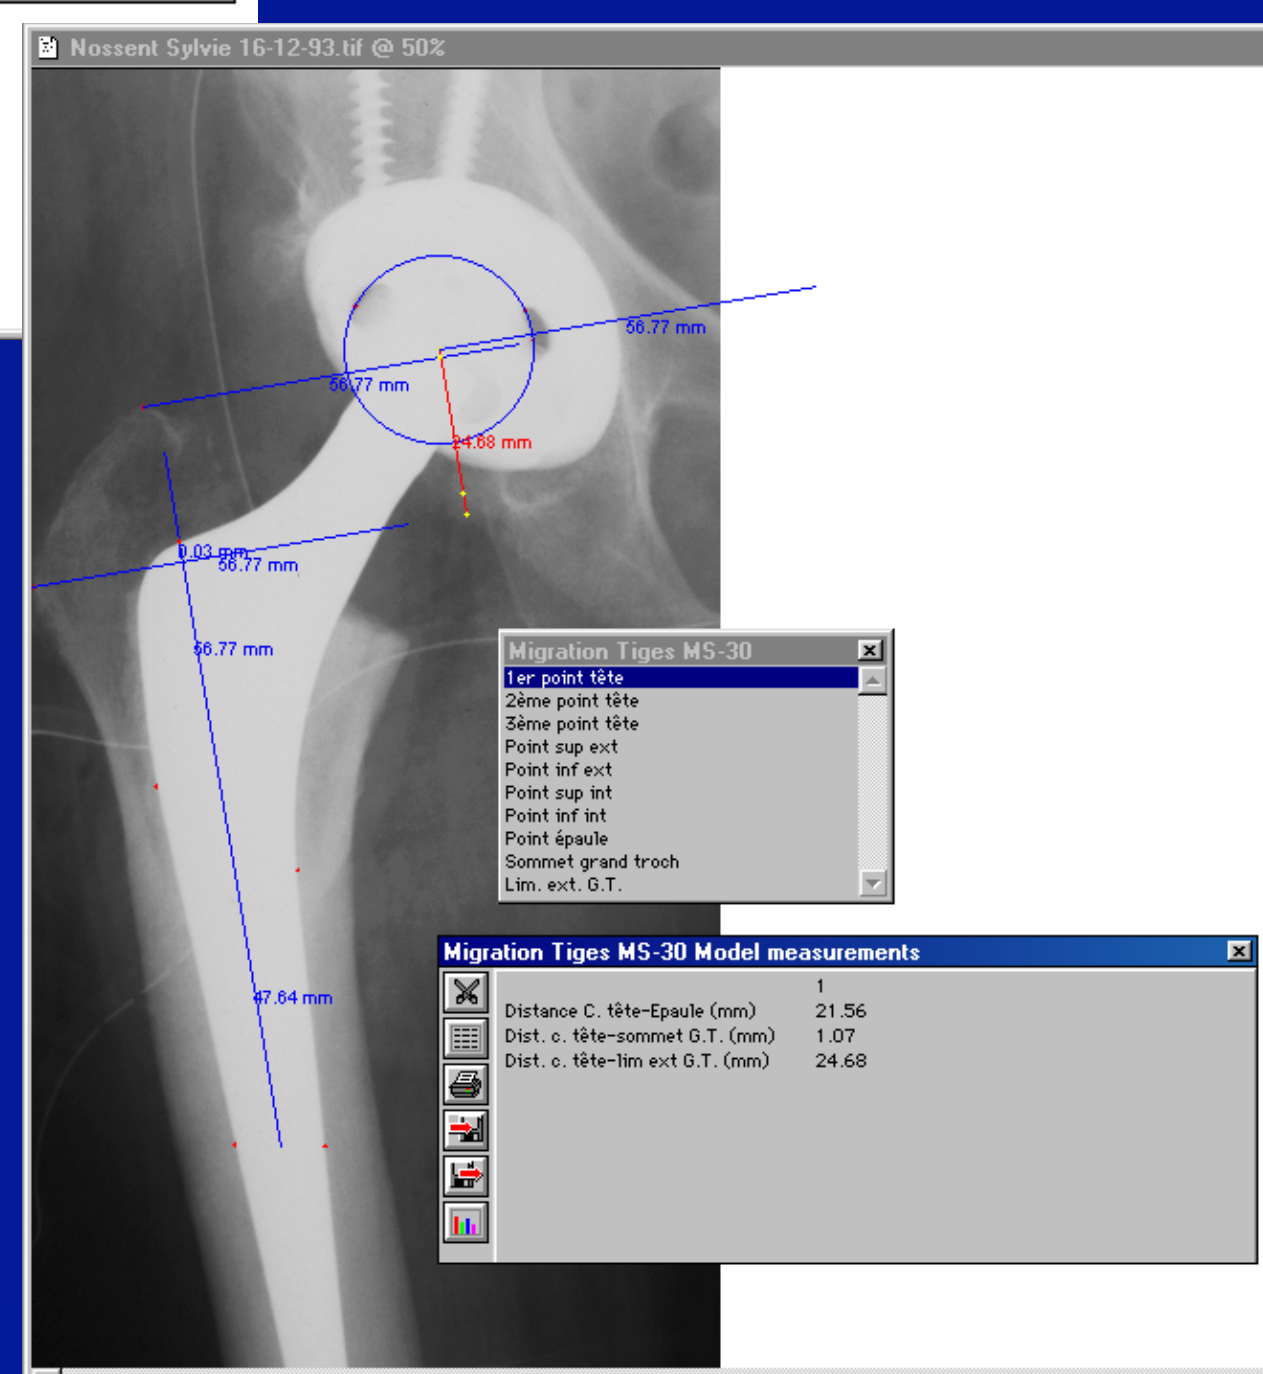 Nossent Sylvie 16-12-93.tif @ 50%
56.77 mm
56.77 mm
24.68 mm
0.03 mm
56.77 mm
56.77 mm
47.64 mm
Migration Tiges MS-30
1er point tête
2ème point tête
3ème point tête
Point sup ext
Point inf ext
Point sup int
Point inf int
Point épaule
Sommet grand troch
Lim. ext. G.T.
Migration Tiges MS-30 Model measurements
1
Distance C. tête-Epaule (mm) 21.56
Dist. c. tête-sommet G.T. (mm) 1.07
Dist. c. tête-lim ext G.T. (mm) 24.68